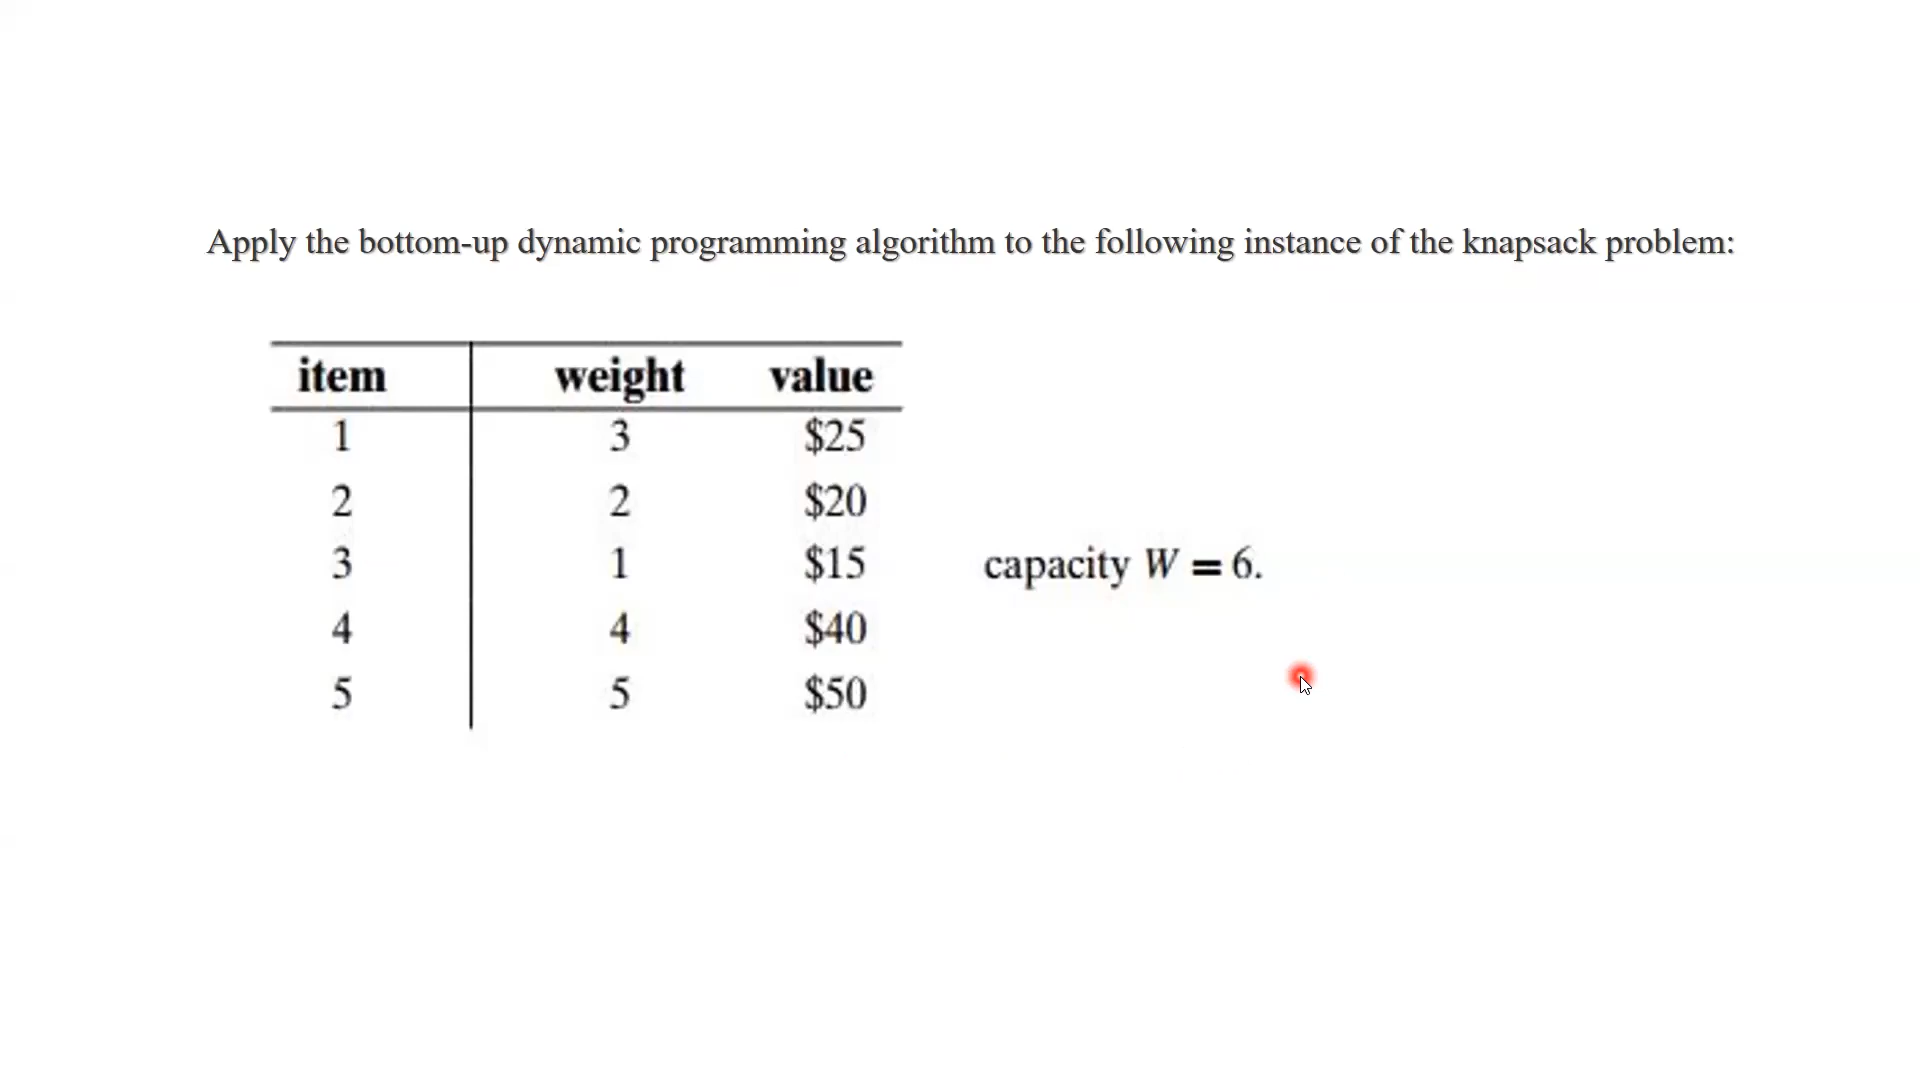 Apply the bottom-up dynamic programming algorithm to the following instance of the knapsack problem:
item weight value
1 3 $25
2 2 $20
3 1 $15 capacity W = 6.
4 4 $40
5 5 $50